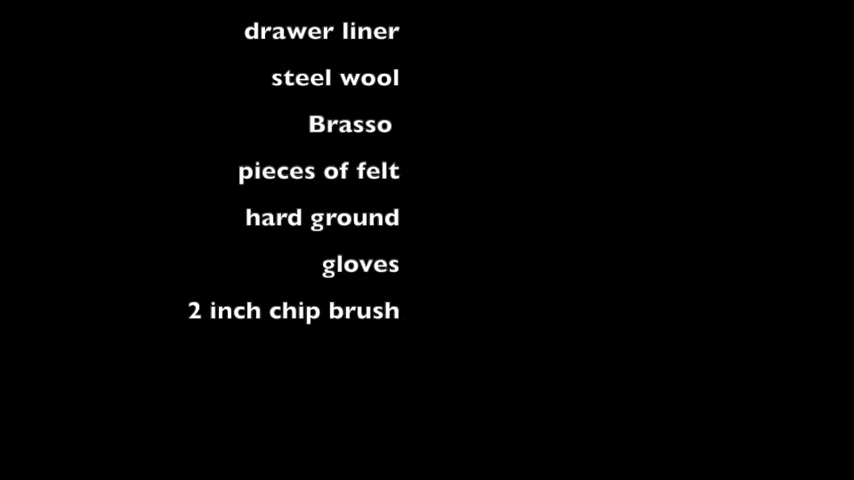 drawer liner
steel wool
Brasso
pieces of felt
hard ground
gloves
2 inch chip brush